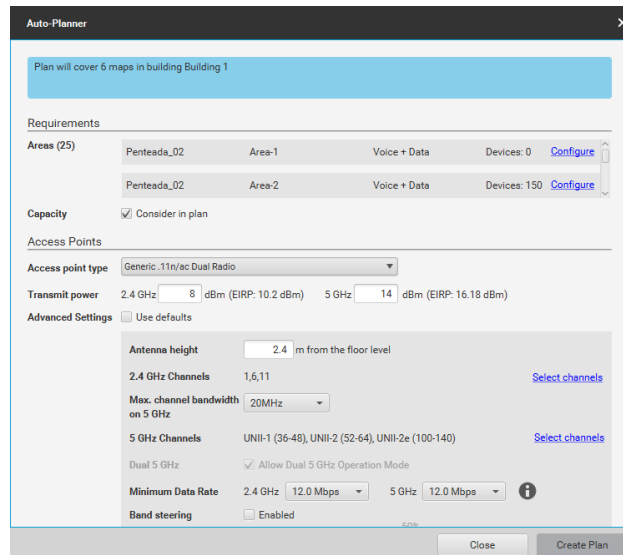 Auto-Planner
Plan will cover 6 maps in building Building 1
Requirements
Areas (25)
Penteada_02 Area-1 Voice + Data Devices: 0 Configure
Penteada_02 Area-2 Voice + Data Devices: 150 Configure
Capacity Consider in plan
Access Points
Access point type Generic .11n/ac Dual Radio
Transmit power 2.4 GHz 8 dBm (EIRP: 10.2 dBm) 5 GHz 14 dBm (EIRP: 16.18 dBm)
Advanced Settings Use defaults
Antenna height 2.4 m from the floor level
2.4 GHz Channels 1,6,11 Select channels
Max. channel bandwidth
on 5 GHz 20MHz
5 GHz Channels UNII-1 (36-48), UNII-2 (52-64), UNII-2e (100-140) Select channels
Dual 5 GHz Allow Dual 5 GHz Operation Mode
Minimum Data Rate 2.4 GHz 12.0 Mbps 5 GHz 12.0 Mbps
Band steering Enabled
50%
Close Create Plan